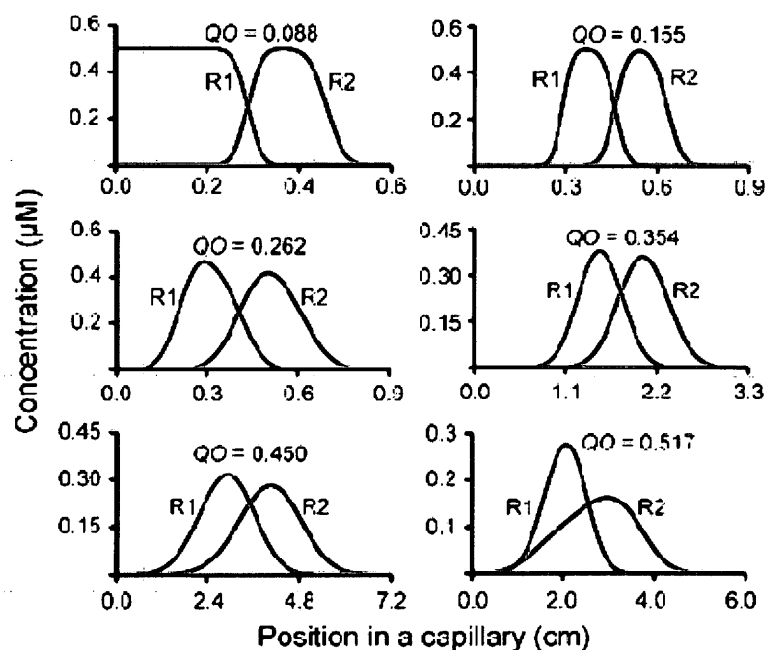 0.6 QO = 0.088
0.4 R1 R2
0.2
0.0 0.2 0.4 0.6
0.6 QO = 0.155
0.4 R1 R2
0.2
0.0 0.3 0.6 0.9
0.6 QO = 0.262
0.4 R1 R2
0.2
0.0 0.3 0.6 0.9
0.45 QO = 0.354
0.30 R1 R2
0.15
0.0 1.1 2.2 3.3
0.45 QO = 0.450
0.30 R1 R2
0.15
0.0 2.4 4.8 7.2
0.3 QO = 0.517
0.2 R1 R2
0.1
0.0 2.0 4.0 6.0
Concentration (µM)
Position in a capillary (cm)